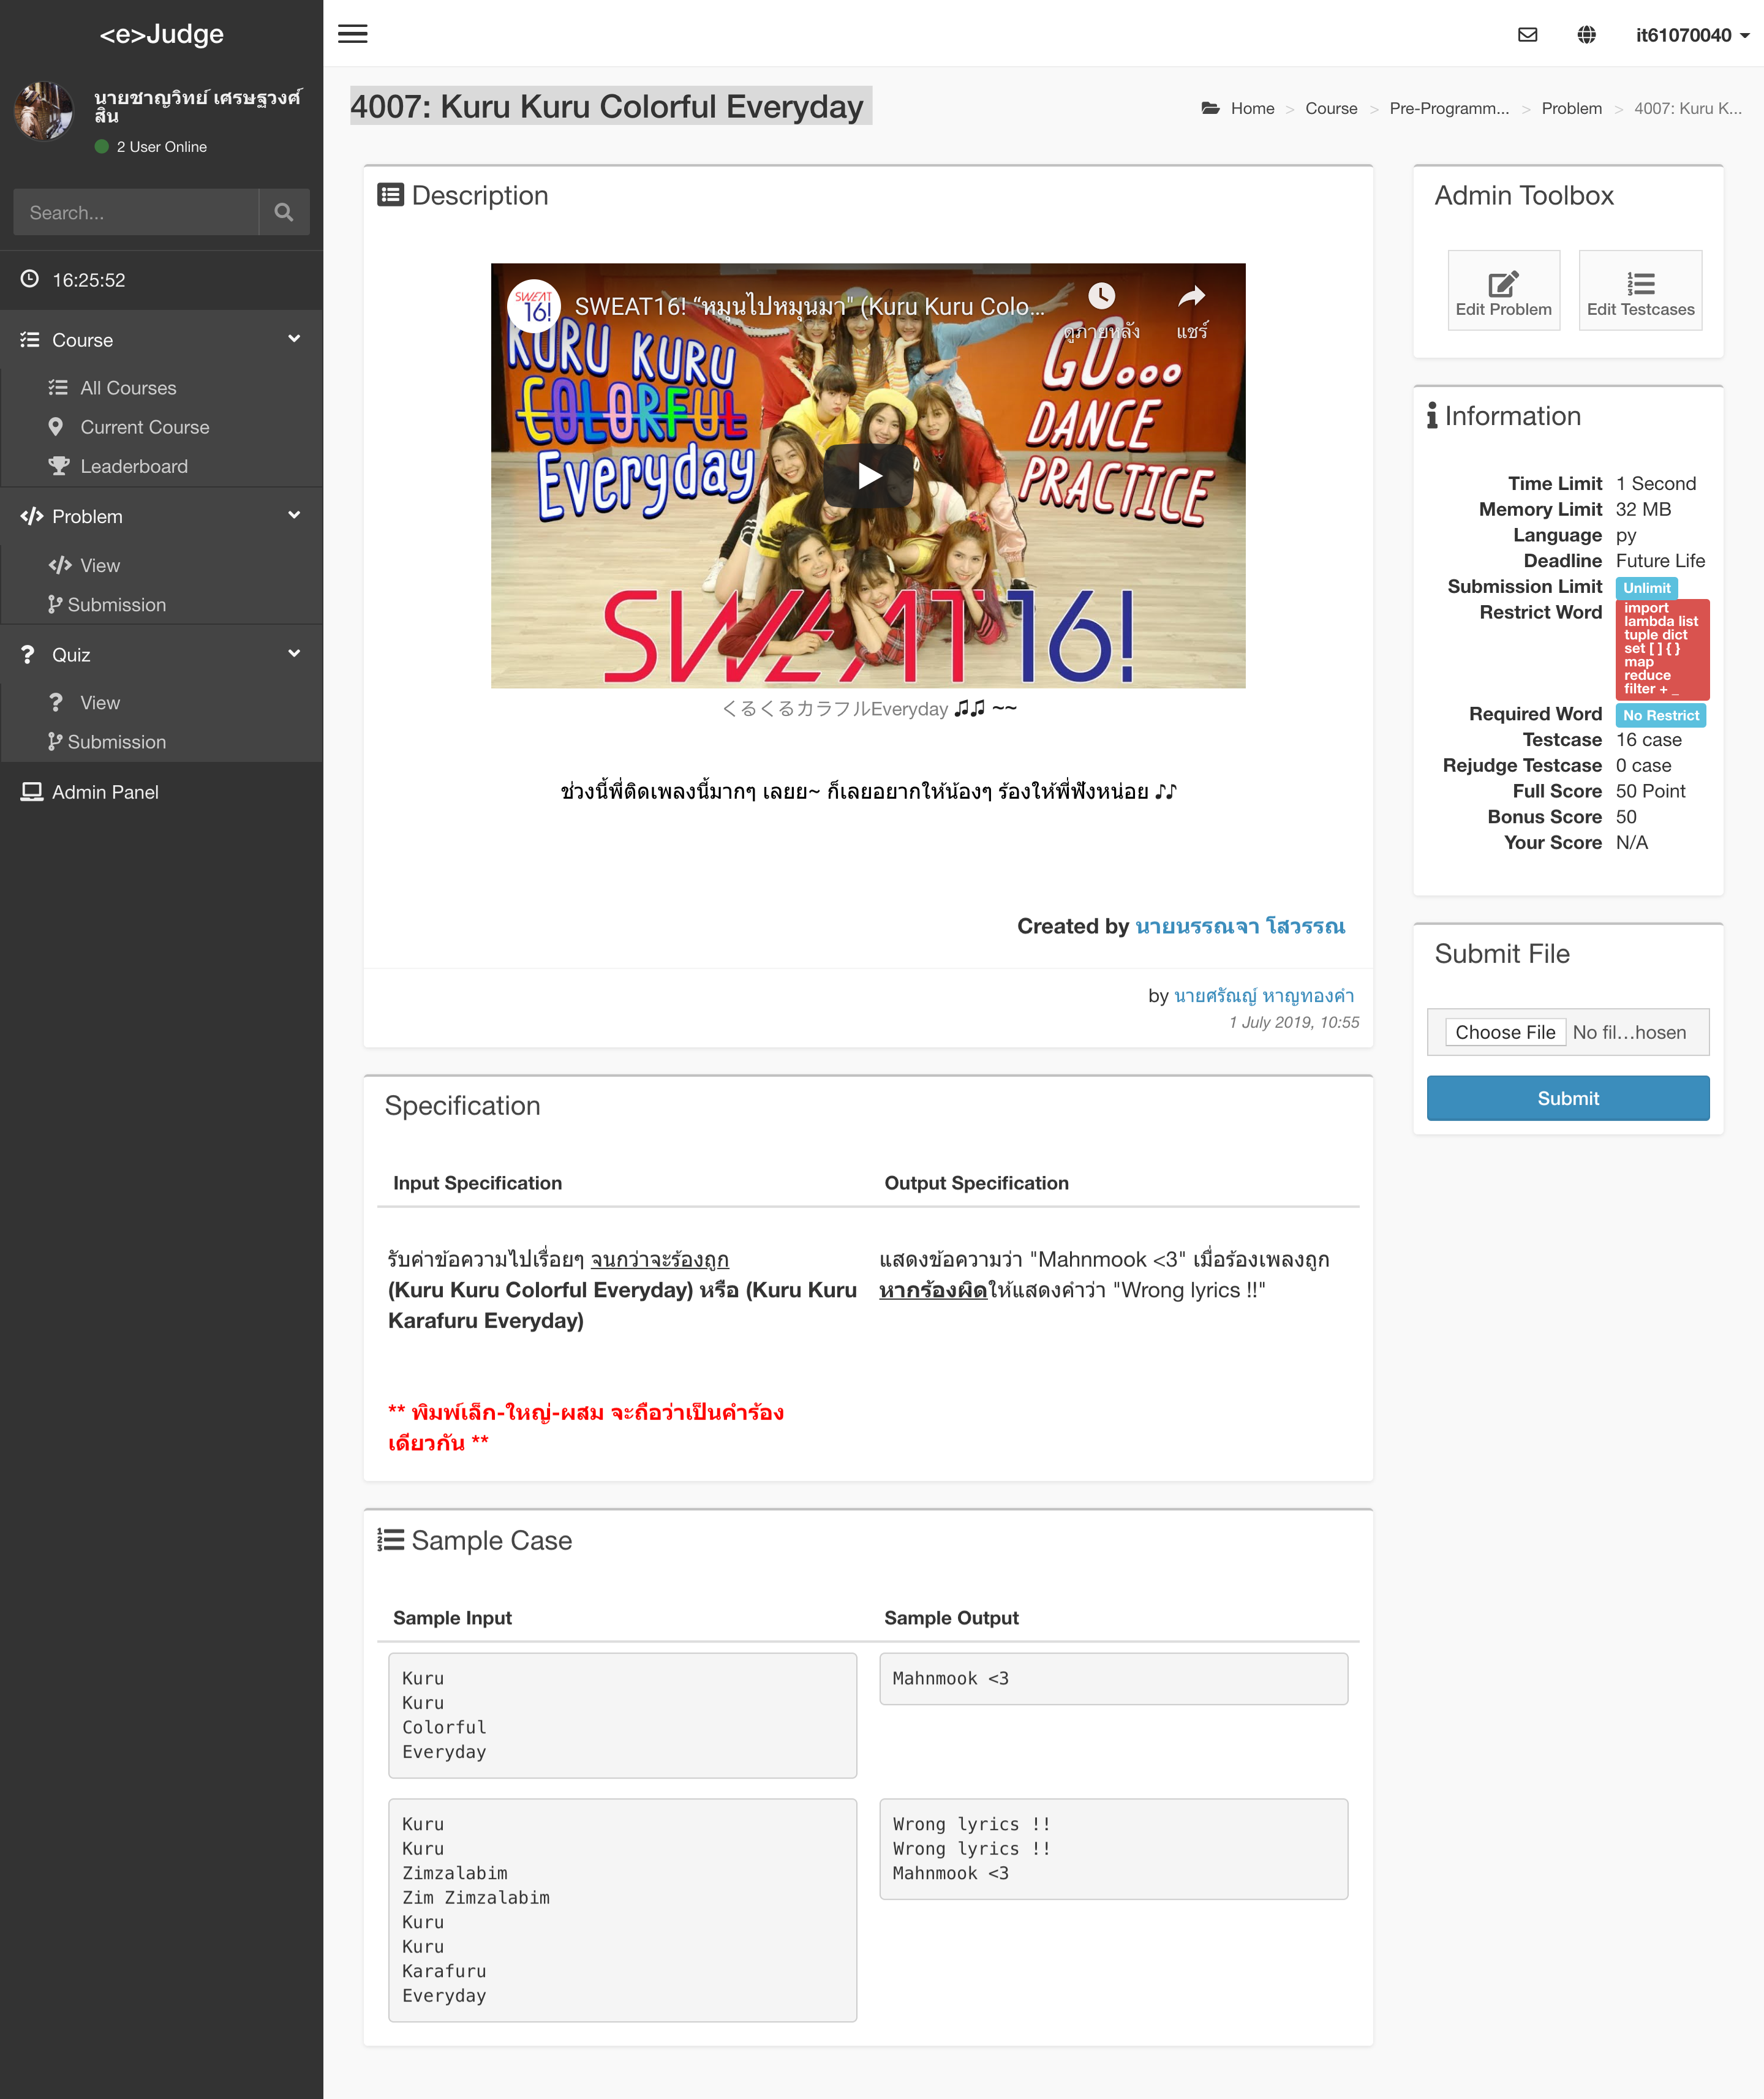 <e>Judge
นายชาญวิทย์ เศรษฐวงศ์
สิน
2 User Online
Search...
16:25:52
Course
All Courses
Current Course
Leaderboard
Problem
View
Submission
Quiz
View
Submission
Admin Panel
it61070040
4007: Kuru Kuru Colorful Everyday
Home > Course > Pre-Programm... > Problem > 4007: Kuru K...
Description
SWEAT 16!
SWEAT16! “หมุนไปหมุนมา" (Kuru Kuru Colo...
ดูภายหลัง
แชร์
KURU KURU
COLORFUL
Everyday
GO...
DANCE
PRACTICE
SWEAT16!
くるくるカラフルEveryday ♫♫ ~~
ช่วงนี้พี่ติดเพลงนี้มากๆ เลยย~ ก็เลยอยากให้น้องๆ ร้องให้พี่ฟังหน่อย ♪♪
Created by นายนรรณจา โสวรรณ
by นายศรัณญ์ หาญทองคำ
1 July 2019, 10:55
Specification
Input Specification
Output Specification
รับค่าข้อความไปเรื่อยๆ จนกว่าจะร้องถูก
(Kuru Kuru Colorful Everyday) หรือ (Kuru Kuru
Karafuru Everyday)
** พิมพ์เล็ก-ใหญ่-ผสม จะถือว่าเป็นคำร้อง
เดียวกัน **
แสดงข้อความว่า "Mahnmook <3" เมื่อร้องเพลงถูก
หากร้องผิดให้แสดงคำว่า "Wrong lyrics !!"
Sample Case
Sample Input
Sample Output
Kuru
Kuru
Colorful
Everyday
Mahnmook <3
Kuru
Kuru
Zimzalabim
Zim Zimzalabim
Kuru
Kuru
Karafuru
Everyday
Wrong lyrics !!
Wrong lyrics !!
Mahnmook <3
Admin Toolbox
Edit Problem
Edit Testcases
Information
Time Limit 1 Second
Memory Limit 32 MB
Language py
Deadline Future Life
Submission Limit Unlimit
Restrict Word import
lambda list
tuple dict
set [ ] { }
map
reduce
filter + _
Required Word No Restrict
Testcase 16 case
Rejudge Testcase 0 case
Full Score 50 Point
Bonus Score 50
Your Score N/A
Submit File
Choose File No fil...hosen
Submit